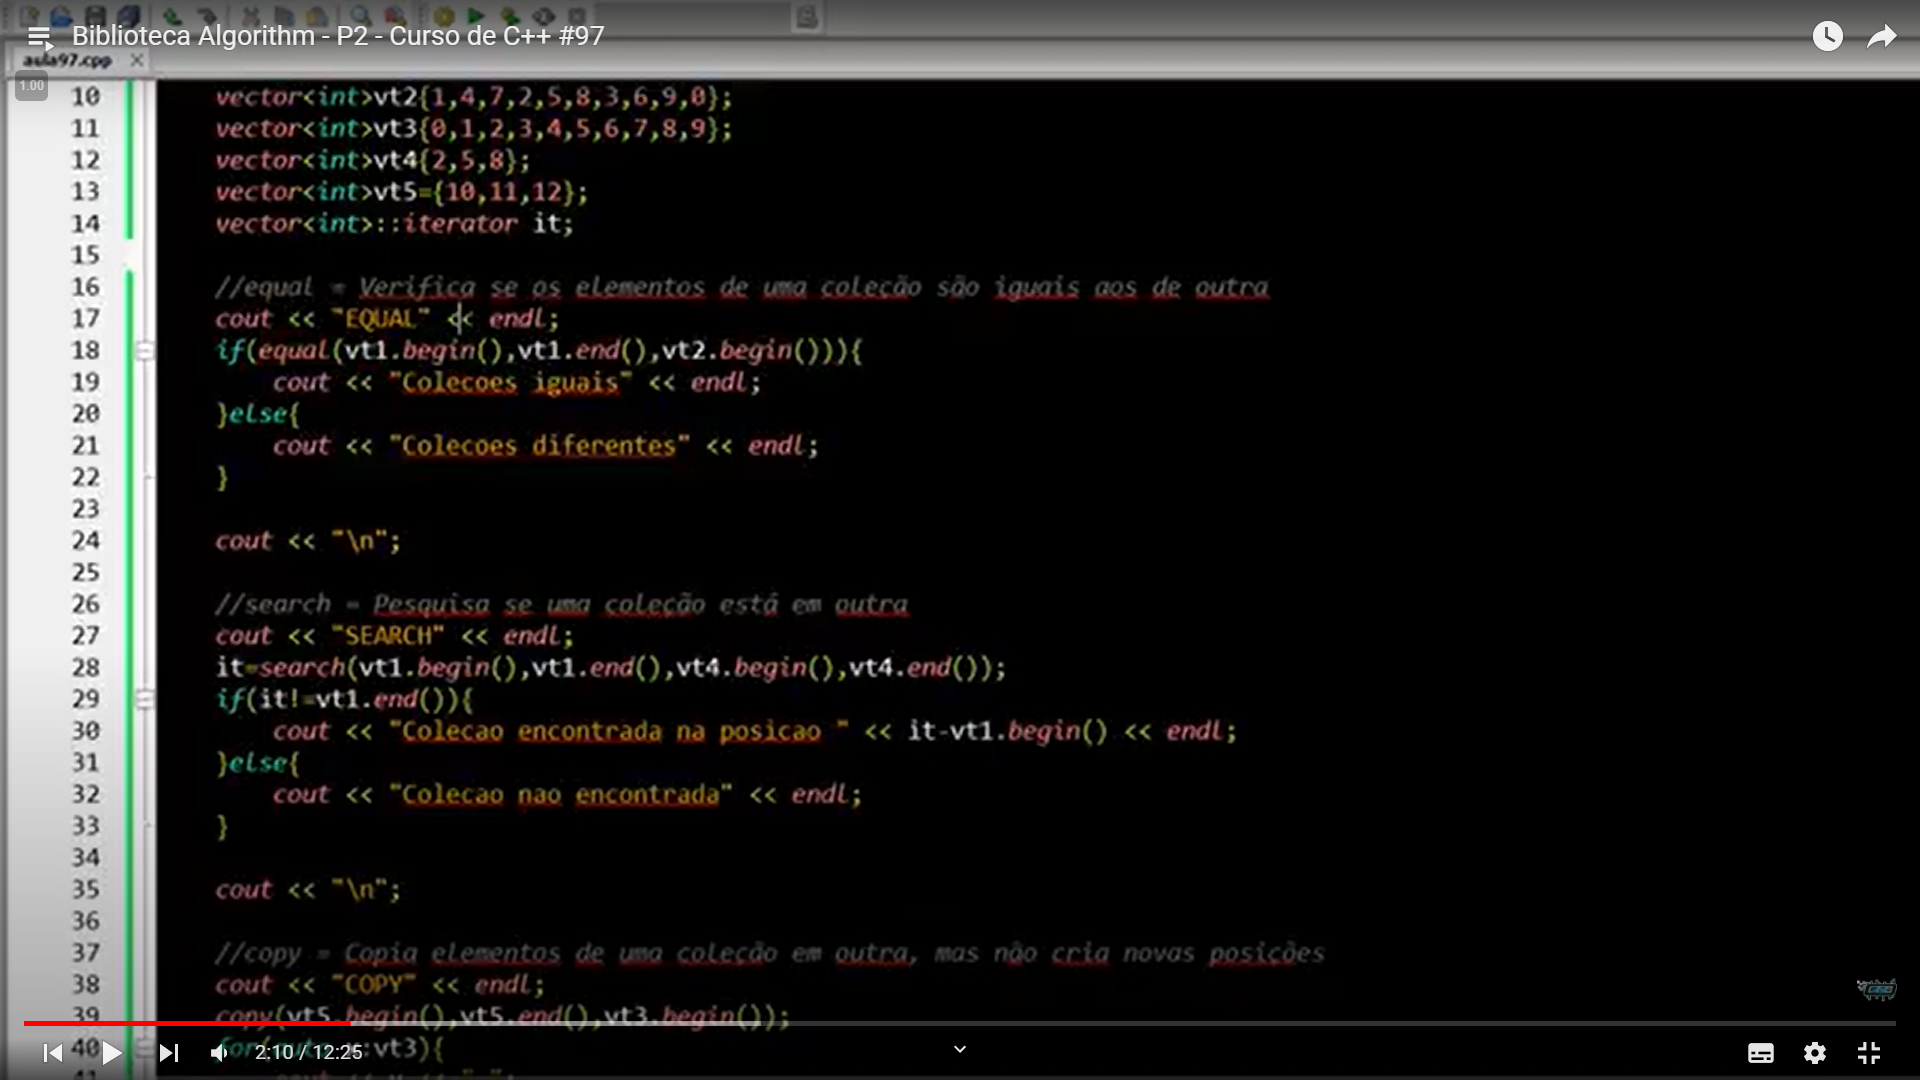 Biblioteca Algorithm - P2 - Curso de C++ #97
aula97.cpp
1.00
10 vector<int>vt2{1,4,7,2,5,8,3,6,9,0};
11 vector<int>vt3{0,1,2,3,4,5,6,7,8,9};
12 vector<int>vt4{2,5,8};
13 vector<int>vt5={10,11,12};
14 vector<int>::iterator it;
15
16 //equal = Verifica se os elementos de uma coleção são iguais aos de outra
17 cout << "EQUAL" << endl;
18 if(equal(vt1.begin(),vt1.end(),vt2.begin())){
19 cout << "Colecoes iguais" << endl;
20 }else{
21 cout << "Colecoes diferentes" << endl;
22 }
23
24 cout << "\n";
25
26 //search = Pesquisa se uma coleção está em outra
27 cout << "SEARCH" << endl;
28 it=search(vt1.begin(),vt1.end(),vt4.begin(),vt4.end());
29 if(it!=vt1.end()){
30 cout << "Colecao encontrada na posicao " << it-vt1.begin() << endl;
31 }else{
32 cout << "Colecao nao encontrada" << endl;
33 }
34
35 cout << "\n";
36
37 //copy = Copia elementos de uma coleção em outra, mas não cria novas posições
38 cout << "COPY" << endl;
39 copy(vt5.begin(),vt5.end(),vt3.begin());
40 for( :vt3){
2:10 / 12:25